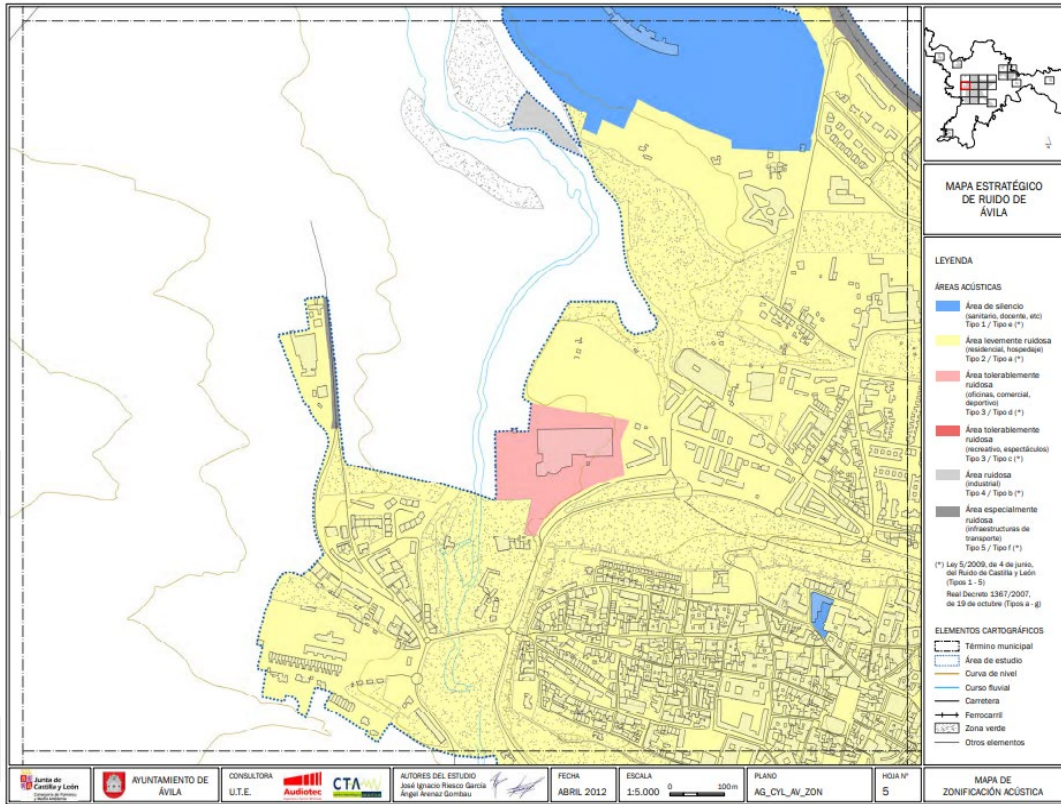 MAPA ESTRATÉGICO
DE RUIDO DE
ÁVILA
LEYENDA
ÁREAS ACÚSTICAS
Área de silencio
(sanitario, docente, etc)
Tipo 1 / Tipo e (*)
Área levemente ruidosa
(residencial, hospedaje)
Tipo 2 / Tipo a (*)
Área tolerablemente
ruidosa
(oficinas, comercial,
deportivo)
Tipo 3 / Tipo d (*)
Área tolerablemente
ruidosa
(recreativo, espectáculos)
Tipo 3 / Tipo c (*)
Área ruidosa
(industrial)
Tipo 4 / Tipo b (*)
Área especialmente
ruidosa
(infraestructuras de
transporte)
Tipo 5 / Tipo f (*)
(*) Ley 5/2009, de 4 de junio,
del Ruido de Castilla y León
(Tipos 1 - 5)
Real Decreto 1367/2007,
de 19 de octubre (Tipos a - g)
ELEMENTOS CARTOGRÁFICOS
Término municipal
Área de estudio
Curva de nivel
Curso fluvial
Carretera
Ferrocarril
Zona verde
Otros elementos
Junta de
Castilla y León
AYUNTAMIENTO DE
ÁVILA
CONSULTORA
U.T.E.
Audiotec
CTA
AUTORES DEL ESTUDIO
José Ignacio Riesco García
Ángel Arenaz Gombau
FECHA
ABRIL 2012
ESCALA
1:5.000
0 100m
PLANO
AG_CYL_AV_ZON
HOJA Nº
5
MAPA DE
ZONIFICACIÓN ACÚSTICA